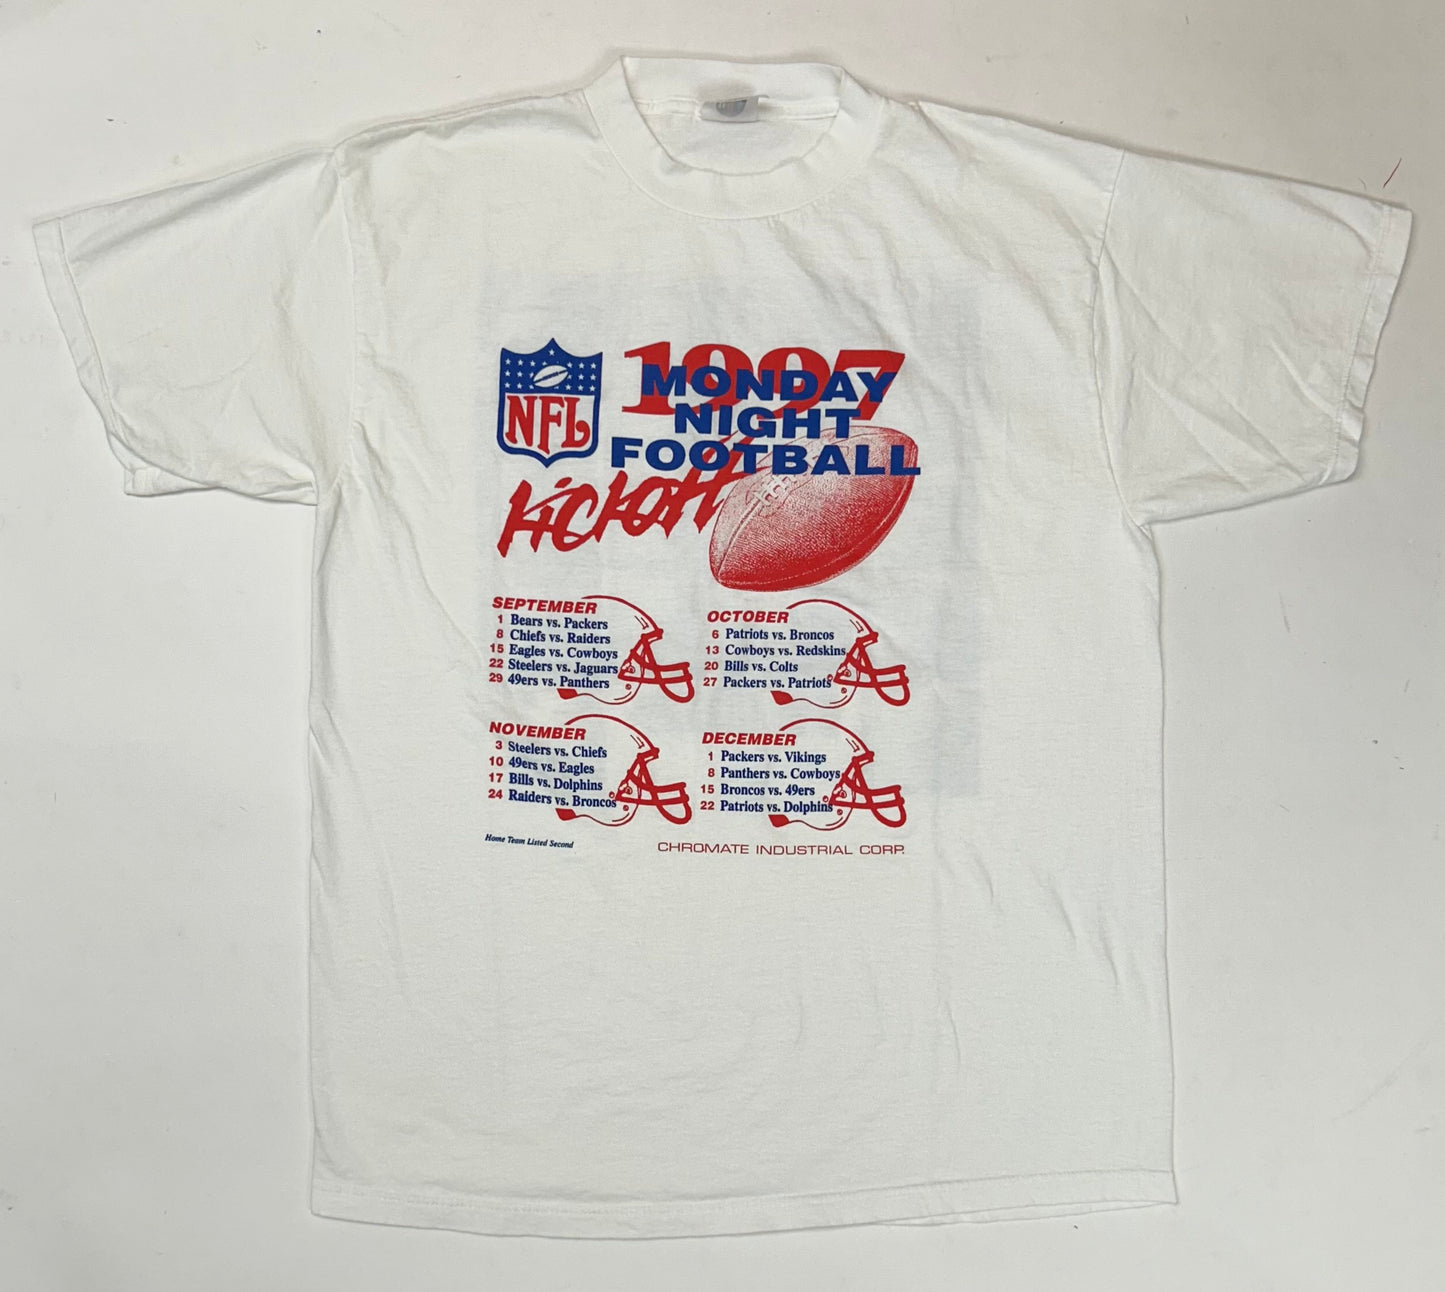 NFL
1997
MONDAY
NIGHT
FOOTBALL
Kickoff
SEPTEMBER
1 Bears vs. Packers
8 Chiefs vs. Raiders
15 Eagles vs. Cowboys
22 Steelers vs. Jaguars
29 49ers vs. Panthers
OCTOBER
6 Patriots vs. Broncos
13 Cowboys vs. Redskins
20 Bills vs. Colts
27 Packers vs. Patriots
NOVEMBER
3 Steelers vs. Chiefs
10 49ers vs. Eagles
17 Bills vs. Dolphins
24 Raiders vs. Broncos
DECEMBER
1 Packers vs. Vikings
8 Panthers vs. Cowboys
15 Broncos vs. 49ers
22 Patriots vs. Dolphins
Home Team Listed Second
CHROMATE INDUSTRIAL CORP.